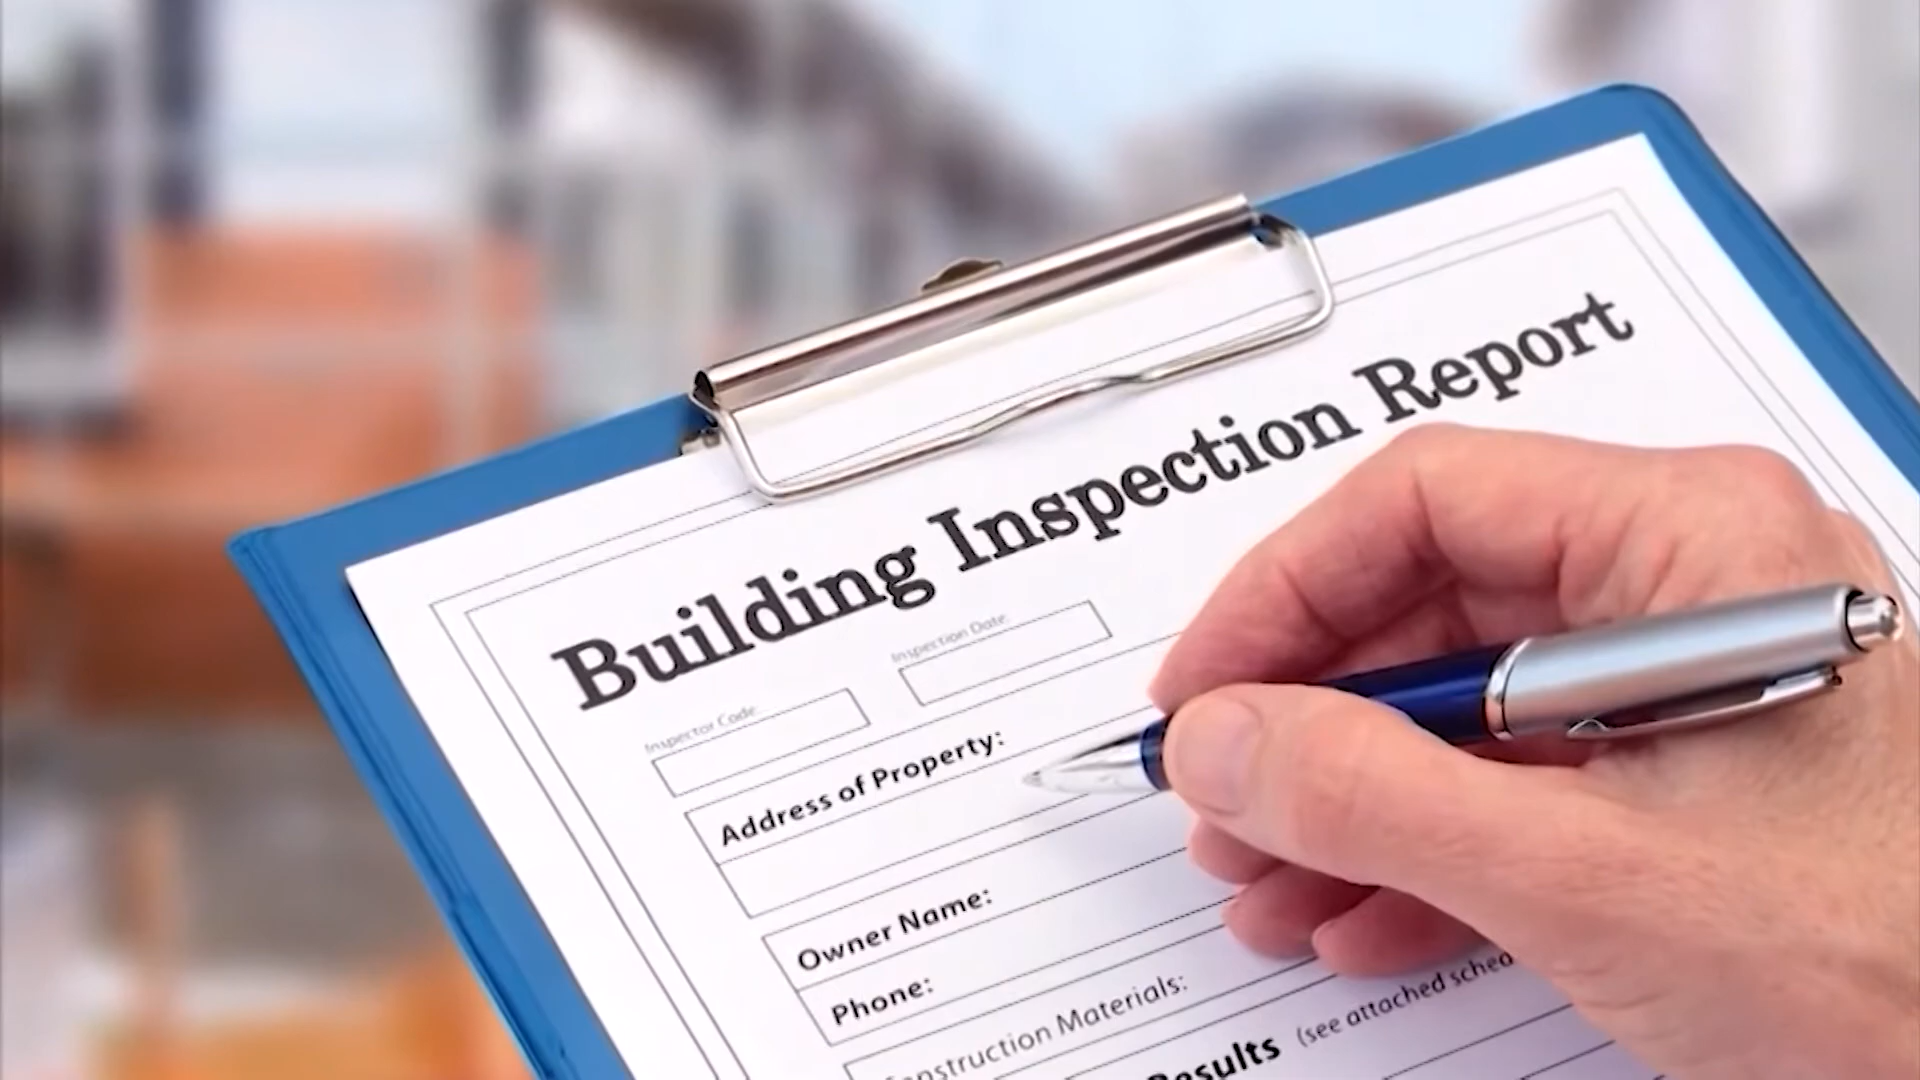 Building Inspection Report
Inspector Code: Inspection Date:
Address of Property:
Owner Name:
Phone:
Construction Materials:
Results (see attached